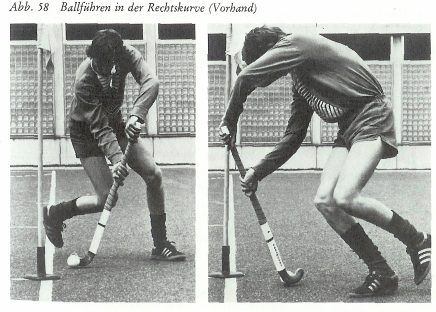 Abb. 58 Ballführen in der Rechtskurve (Vorhand)